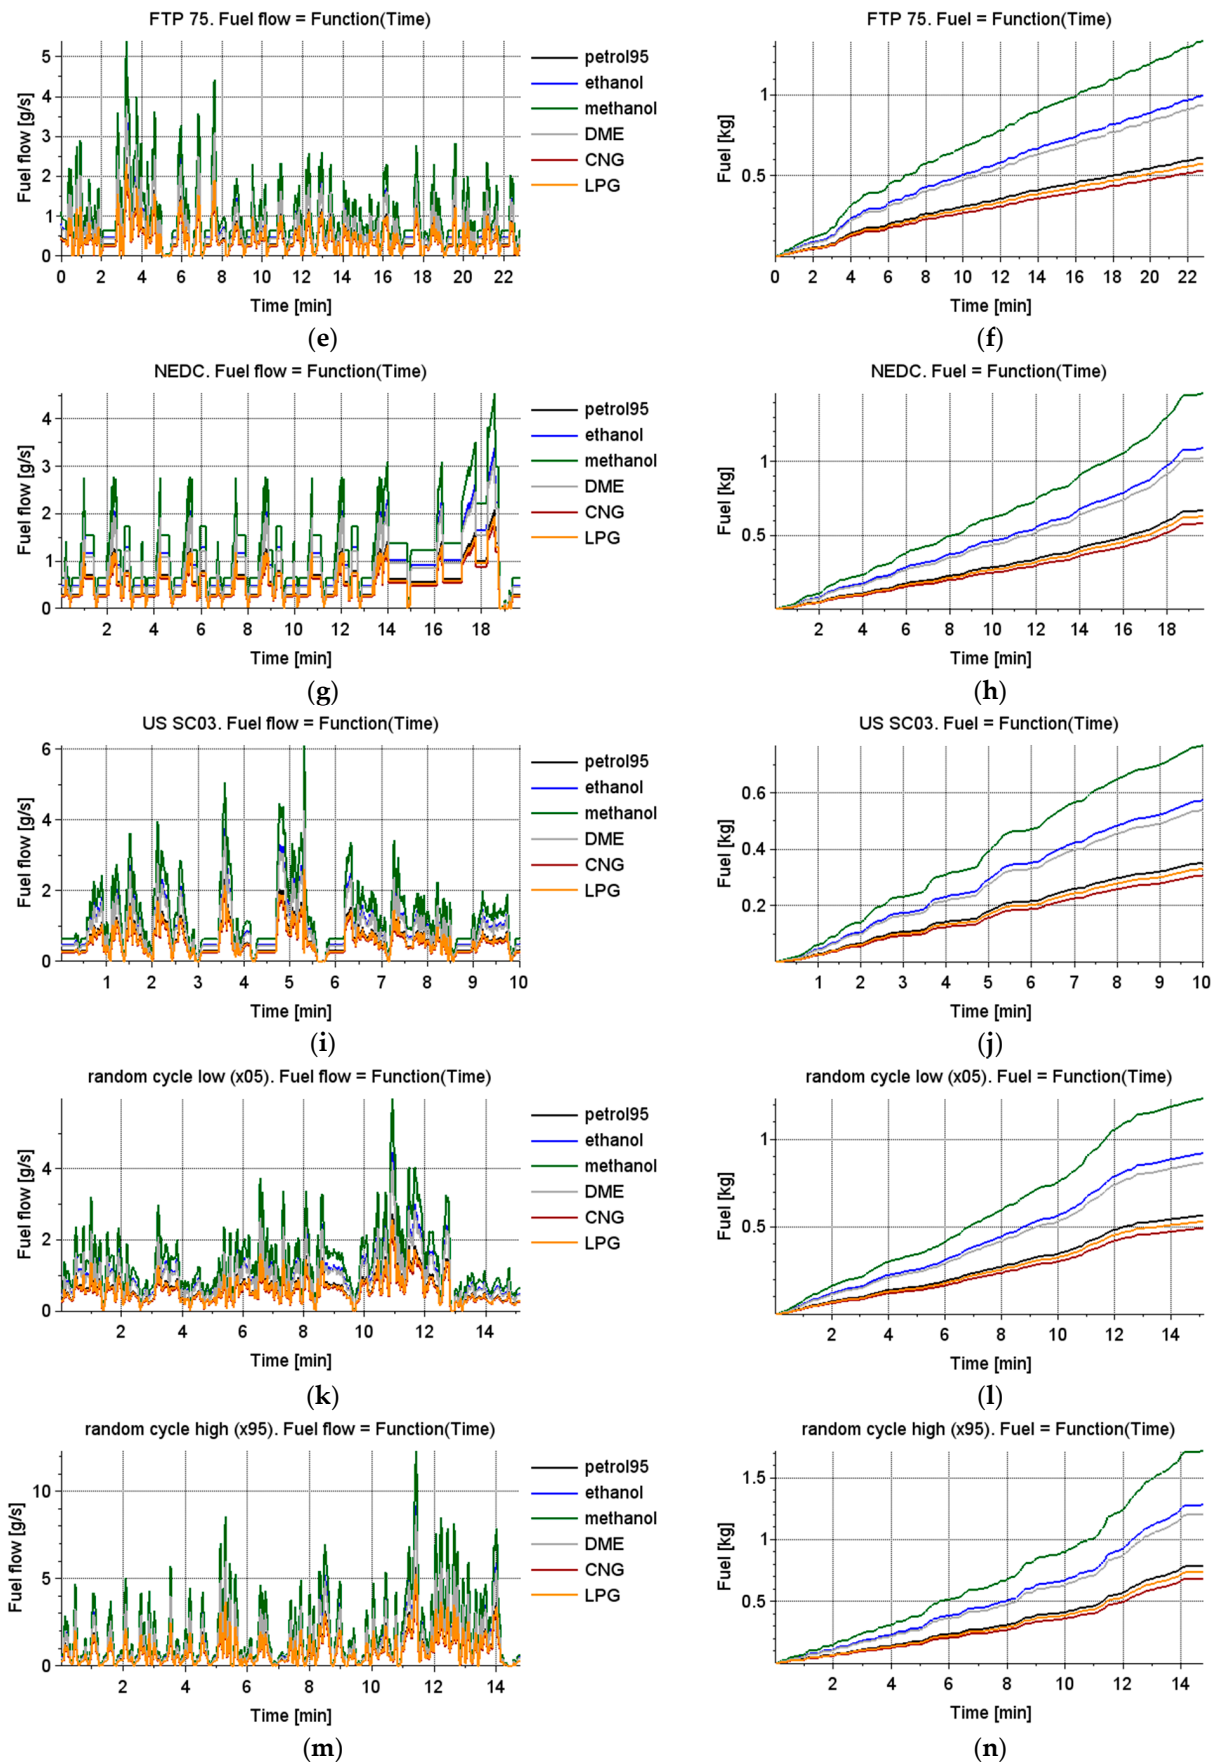 FTP 75. Fuel flow = Function(Time)
Fuel flow [g/s]
5
4
3
2
1
0
0 2 4 6 8 10 12 14 16 18 20 22
Time [min]
petrol95
ethanol
methanol
DME
CNG
LPG
(e)
FTP 75. Fuel = Function(Time)
Fuel [kg]
1
0.5
0 2 4 6 8 10 12 14 16 18 20 22
Time [min]
(f)
NEDC. Fuel flow = Function(Time)
Fuel flow [g/s]
4
3
2
1
0
2 4 6 8 10 12 14 16 18
Time [min]
petrol95
ethanol
methanol
DME
CNG
LPG
(g)
NEDC. Fuel = Function(Time)
Fuel [kg]
1
0.5
2 4 6 8 10 12 14 16 18
Time [min]
(h)
US SC03. Fuel flow = Function(Time)
Fuel flow [g/s]
6
4
2
0
1 2 3 4 5 6 7 8 9 10
Time [min]
petrol95
ethanol
methanol
DME
CNG
LPG
(i)
US SC03. Fuel = Function(Time)
Fuel [kg]
0.6
0.4
0.2
1 2 3 4 5 6 7 8 9 10
Time [min]
(j)
random cycle low (x05). Fuel flow = Function(Time)
Fuel flow [g/s]
4
2
0
2 4 6 8 10 12 14
Time [min]
petrol95
ethanol
methanol
DME
CNG
LPG
(k)
random cycle low (x05). Fuel = Function(Time)
Fuel [kg]
1
0.5
2 4 6 8 10 12 14
Time [min]
(l)
random cycle high (x95). Fuel flow = Function(Time)
Fuel flow [g/s]
10
5
0
2 4 6 8 10 12 14
Time [min]
petrol95
ethanol
methanol
DME
CNG
LPG
(m)
random cycle high (x95). Fuel = Function(Time)
Fuel [kg]
1.5
1
0.5
2 4 6 8 10 12 14
Time [min]
(n)